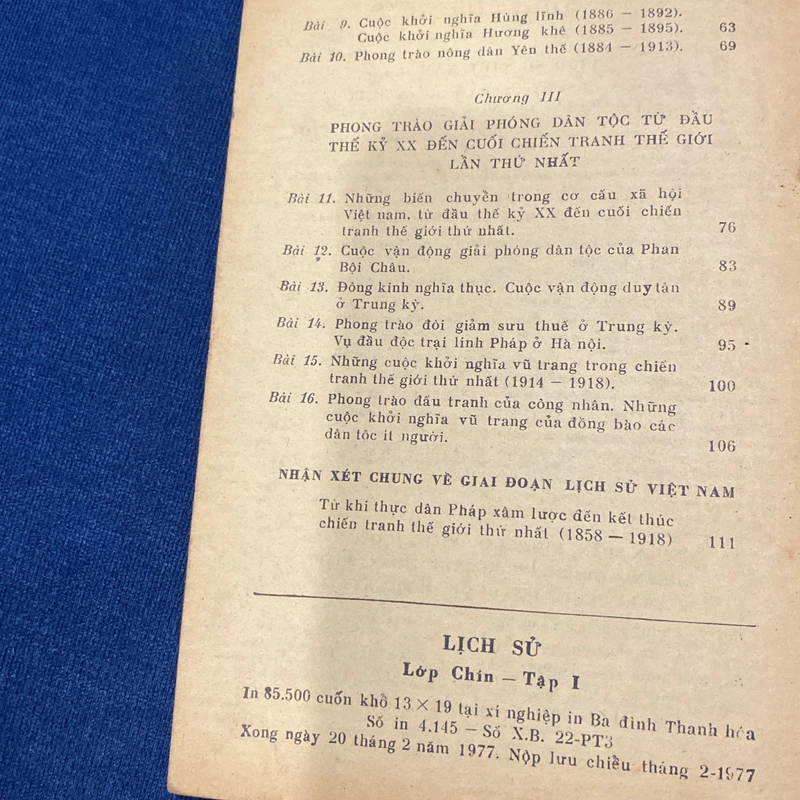 Bài 9. Cuộc khởi nghĩa Hùng lĩnh (1886 — 1892).
Cuộc khởi nghĩa Hương khê (1885 — 1895). 63
Bài 10. Phong trào nông dân Yên thế (1884 — 1913). 69
Chương III
PHONG TRÀO GIẢI PHÓNG DÂN TỘC TỪ ĐẦU
THẾ KỶ XX ĐẾN CUỐI CHIẾN TRANH THẾ GIỚI
LẦN THỨ NHẤT
Bài 11. Những biến chuyển trong cơ cấu xã hội
Việt nam, từ đầu thế kỷ XX đến cuối chiến
tranh thế giới thứ nhất. 76
Bài 12. Cuộc vận động giải phóng dân tộc của Phan
Bội Châu. 83
Bài 13. Đông kinh nghĩa thục. Cuộc vận động duy tân
ở Trung kỳ. 89
Bài 14. Phong trào đòi giảm sưu thuế ở Trung kỳ.
Vụ đầu độc trại lính Pháp ở Hà nội. 95
Bài 15. Những cuộc khởi nghĩa vũ trang trong chiến
tranh thế giới thứ nhất (1914 — 1918). 100
Bài 16. Phong trào đấu tranh của công nhân. Những
cuộc khởi nghĩa vũ trang của đồng bào các
dân tộc ít người. 106
NHẬN XÉT CHUNG VỀ GIAI ĐOẠN LỊCH SỬ VIỆT NAM
Từ khi thực dân Pháp xâm lược đến kết thúc
chiến tranh thế giới thứ nhất (1858 — 1918) 111
LỊCH SỬ
Lớp Chín — Tập I
In 85.500 cuốn khổ 13 × 19 tại xí nghiệp in Ba đình Thanh hóa
Số in 4.145 — Số X.B. 22-PT3
Xong ngày 20 tháng 2 năm 1977. Nộp lưu chiểu tháng 2-1977